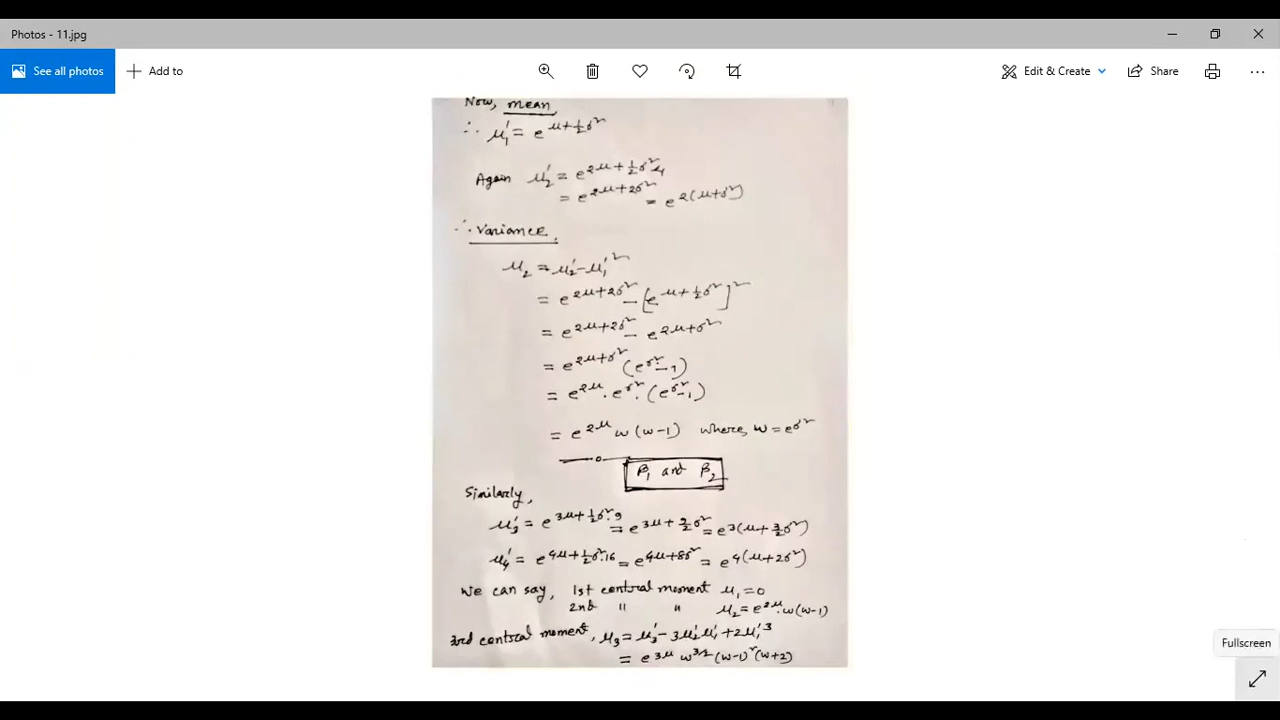 Photos - 11.jpg
See all photos
Add to
Edit & Create
Share
Now, mean,
∴ μ₁' = e^{μ+½σ²}
Again μ₂' = e^{2μ+½σ²4}
= e^{2μ+2σ²} = e^{2(μ+σ²)}
∴ Variance,
μ₂ = μ₂' - μ₁'²
= e^{2μ+2σ²} - [e^{μ+½σ²}]²
= e^{2μ+2σ²} - e^{2μ+σ²}
= e^{2μ+σ²} (e^{σ²} - 1)
= e^{2μ} · e^{σ²} · (e^{σ²} - 1)
= e^{2μ} w(w-1) where, w = e^{σ²}
β₁ and β₂
Similarly,
μ₃' = e^{3μ+½σ².9} = e^{3μ+9/2σ²} = e^{3(μ+3/2σ²)}
μ₄' = e^{4μ+½σ².16} = e^{4μ+8σ²} = e^{4(μ+2σ²)}
We can say, 1st central moment μ₁ = 0
2nd " " μ₂ = e^{2μ}.w(w-1)
3rd central moment, μ₃ = μ₃' - 3μ₂'μ₁' + 2μ₁'³
= e^{3μ} w^{3/2} (w-1)² (w+2)
Fullscreen